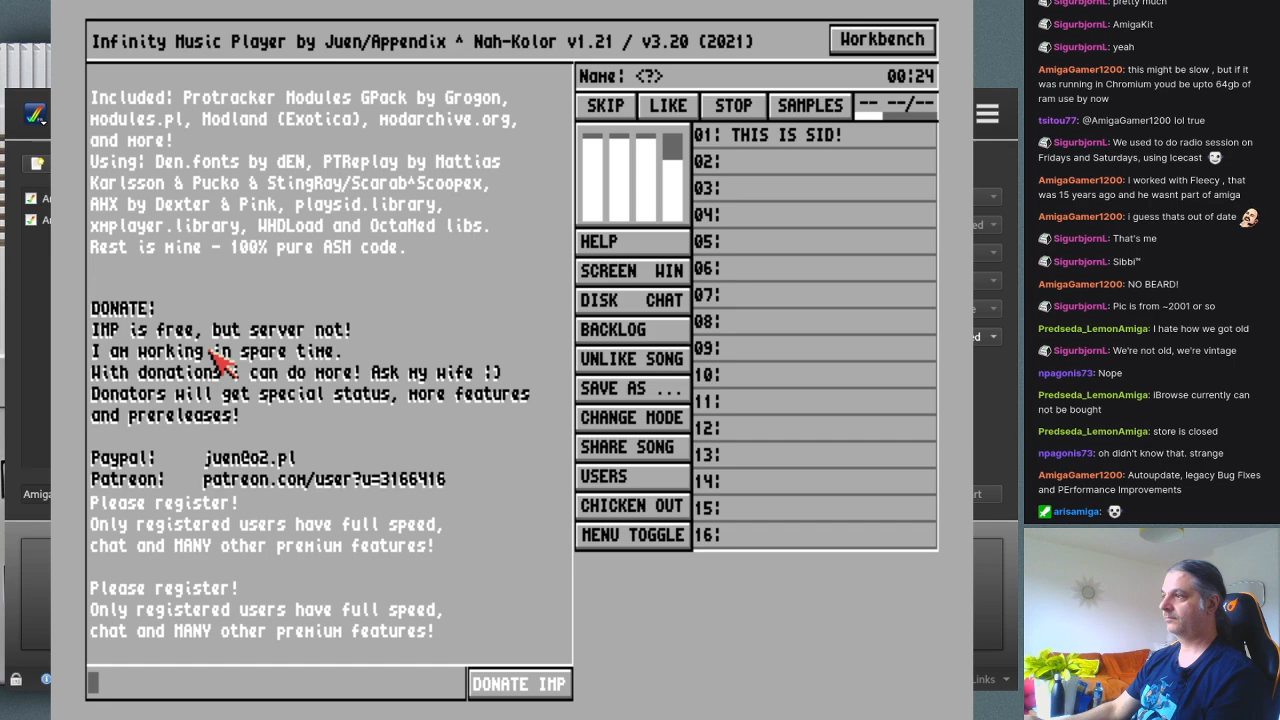 Infinity Music Player by Juen/Appendix ^ Nah-Kolor v1.21 / v3.20 (2021)
Workbench
Included: Protracker Modules GPack by Grogon,
modules.pl, Modland (Exotica), modarchive.org,
and more!
Using: Den.fonts by dEN, PTReplay by Mattias
Karlsson & Pucko & StingRay/Scarab^Scoopex,
AHX by Dexter & Pink, playsid.library,
xmplayer.library, WHDLoad and OctaMed libs.
Rest is mine - 100% pure ASM code.
DONATE:
IMP is free, but server not!
I am working in spare time.
With donations can do more! Ask my wife :)
Donators will get special status, more features
and prereleases!
Paypal: juen@o2.pl
Patreon: patreon.com/user?u=3166416
Please register!
Only registered users have full speed,
chat and MANY other premium features!
Please register!
Only registered users have full speed,
chat and MANY other premium features!
DONATE IMP
Name: <?> 00:24
SKIP LIKE STOP SAMPLES -- --/--
HELP
SCREEN WIN
DISK CHAT
BACKLOG
UNLIKE SONG
SAVE AS ...
CHANGE MODE
SHARE SONG
USERS
CHICKEN OUT
MENU TOGGLE
01: THIS IS SID!
02:
03:
04:
05:
06:
07:
08:
09:
10:
11:
12:
13:
14:
15:
16:
Amiga
Links
SigurbjornL: pretty much
SigurbjornL: AmigaKit
SigurbjornL: yeah
AmigaGamer1200: this might be slow , but if it
was running in Chromium youd be upto 64gb of
ram use by now
tsitou77: @AmigaGamer1200 lol true
SigurbjornL: We used to do radio session on
Fridays and Saturdays, using Icecast
AmigaGamer1200: I worked with Fleecy , that
was 15 years ago and he wasnt part of amiga
AmigaGamer1200: i guess thats out of date
SigurbjornL: That's me
SigurbjornL: Sibbi™
AmigaGamer1200: NO BEARD!
SigurbjornL: Pic is from ~2001 or so
Predseda_LemonAmiga: I hate how we got old
SigurbjornL: We're not old, we're vintage
npagonis73: Nope
Predseda_LemonAmiga: iBrowse currently can
not be bought
Predseda_LemonAmiga: store is closed
npagonis73: oh didn't know that. strange
AmigaGamer1200: Autoupdate, legacy Bug Fixes
and PErformance Improvements
arisamiga: